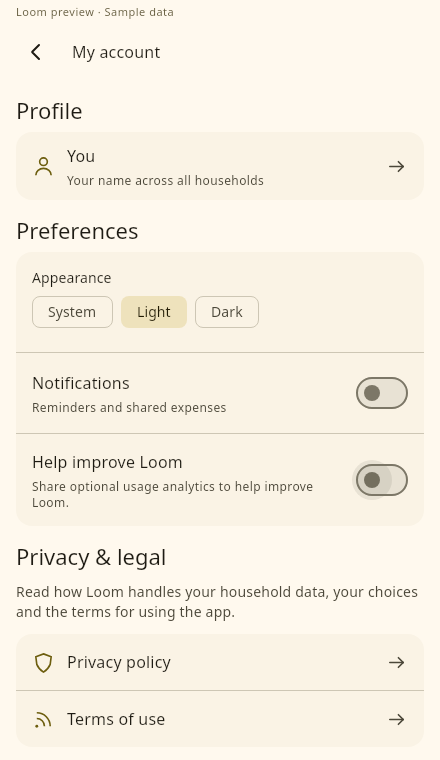 Loom preview · Sample data
My account
Profile
You
Your name across all households
Preferences
Appearance
System
Light
Dark
Notifications
Reminders and shared expenses
Help improve Loom
Share optional usage analytics to help improve
Loom.
Privacy & legal
Read how Loom handles your household data, your choices
and the terms for using the app.
Privacy policy
Terms of use